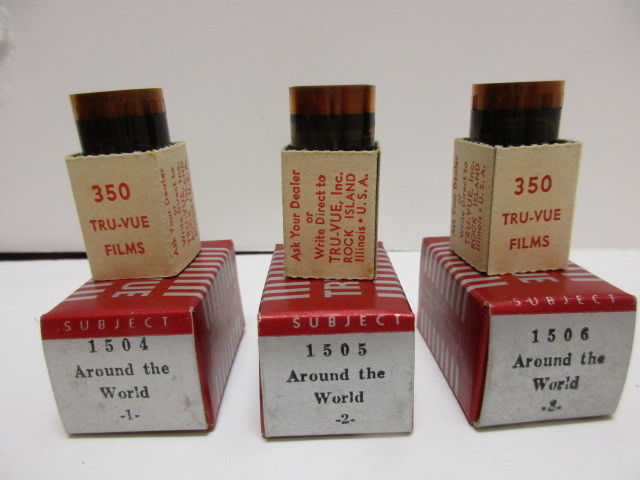 350
TRU-VUE
FILMS
Ask Your Dealer
or
Write Direct to
TRU-VUE, Inc.
ROCK ISLAND
Illinois • U.S.A.
350
TRU-VUE
FILMS
SUBJECT
1504
Around the
World
-1-
SUBJECT
1505
Around the
World
-2-
SUBJECT
1506
Around the
World
-3-